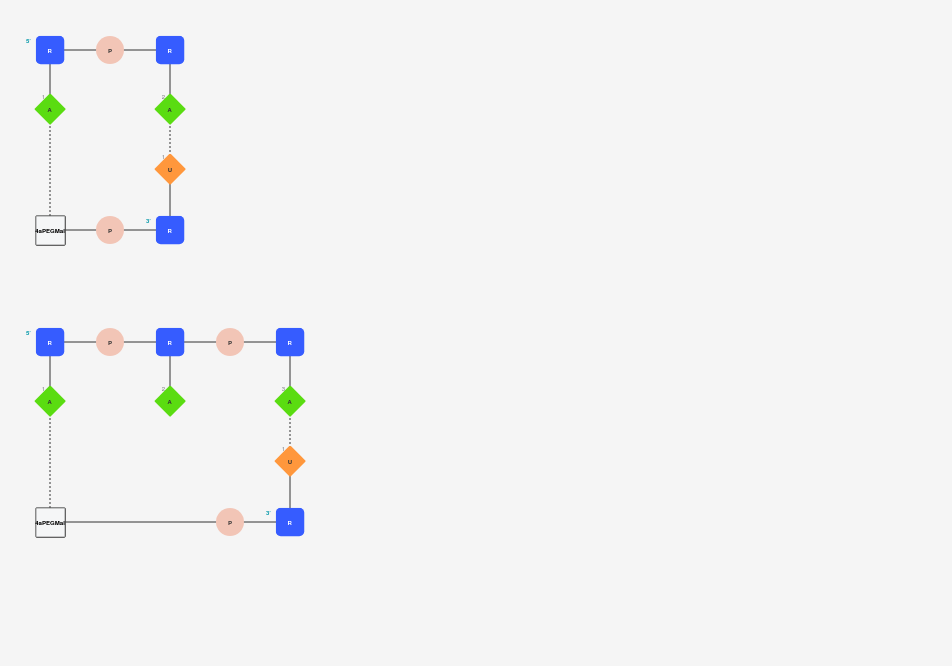 5'
R P R
1 2
A A
1
U
3'
4aPEGMal P R
5'
R P R P R
1 2 3
A A A
1
U
3'
4aPEGMal P R